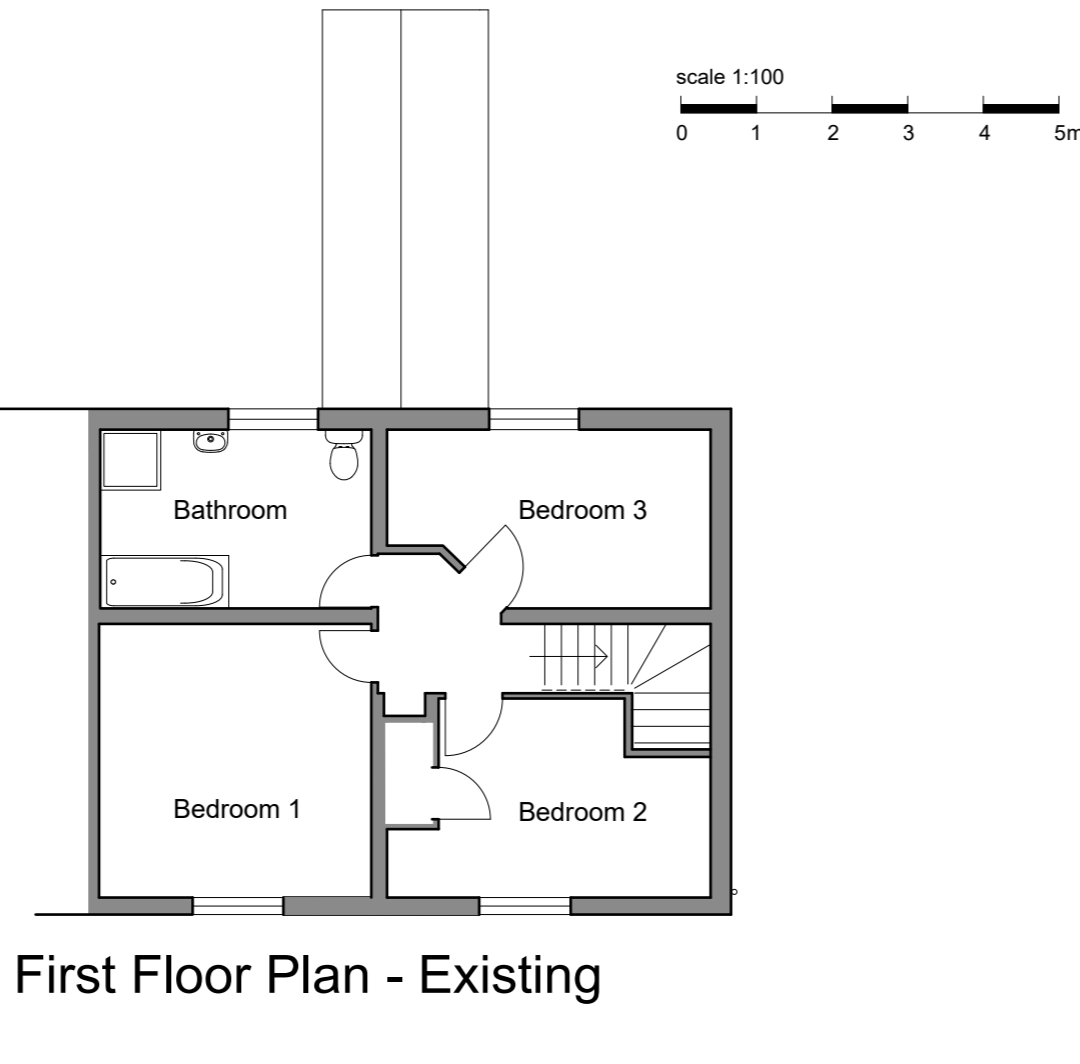 scale 1:100
0 1 2 3 4 5m
Bathroom
Bedroom 3
Bedroom 1
Bedroom 2
First Floor Plan - Existing